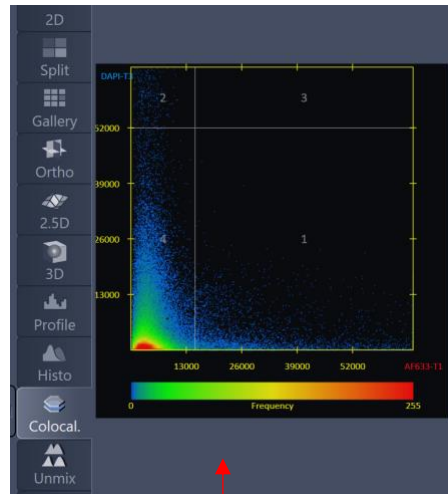 2D
Split
Gallery
Ortho
2.5D
3D
Profile
Histo
Colocal.
Unmix
DAPI-T3
2
3
52000
39000
26000
4
1
13000
13000 26000 39000 52000 AF633-T1
0 Frequency 255